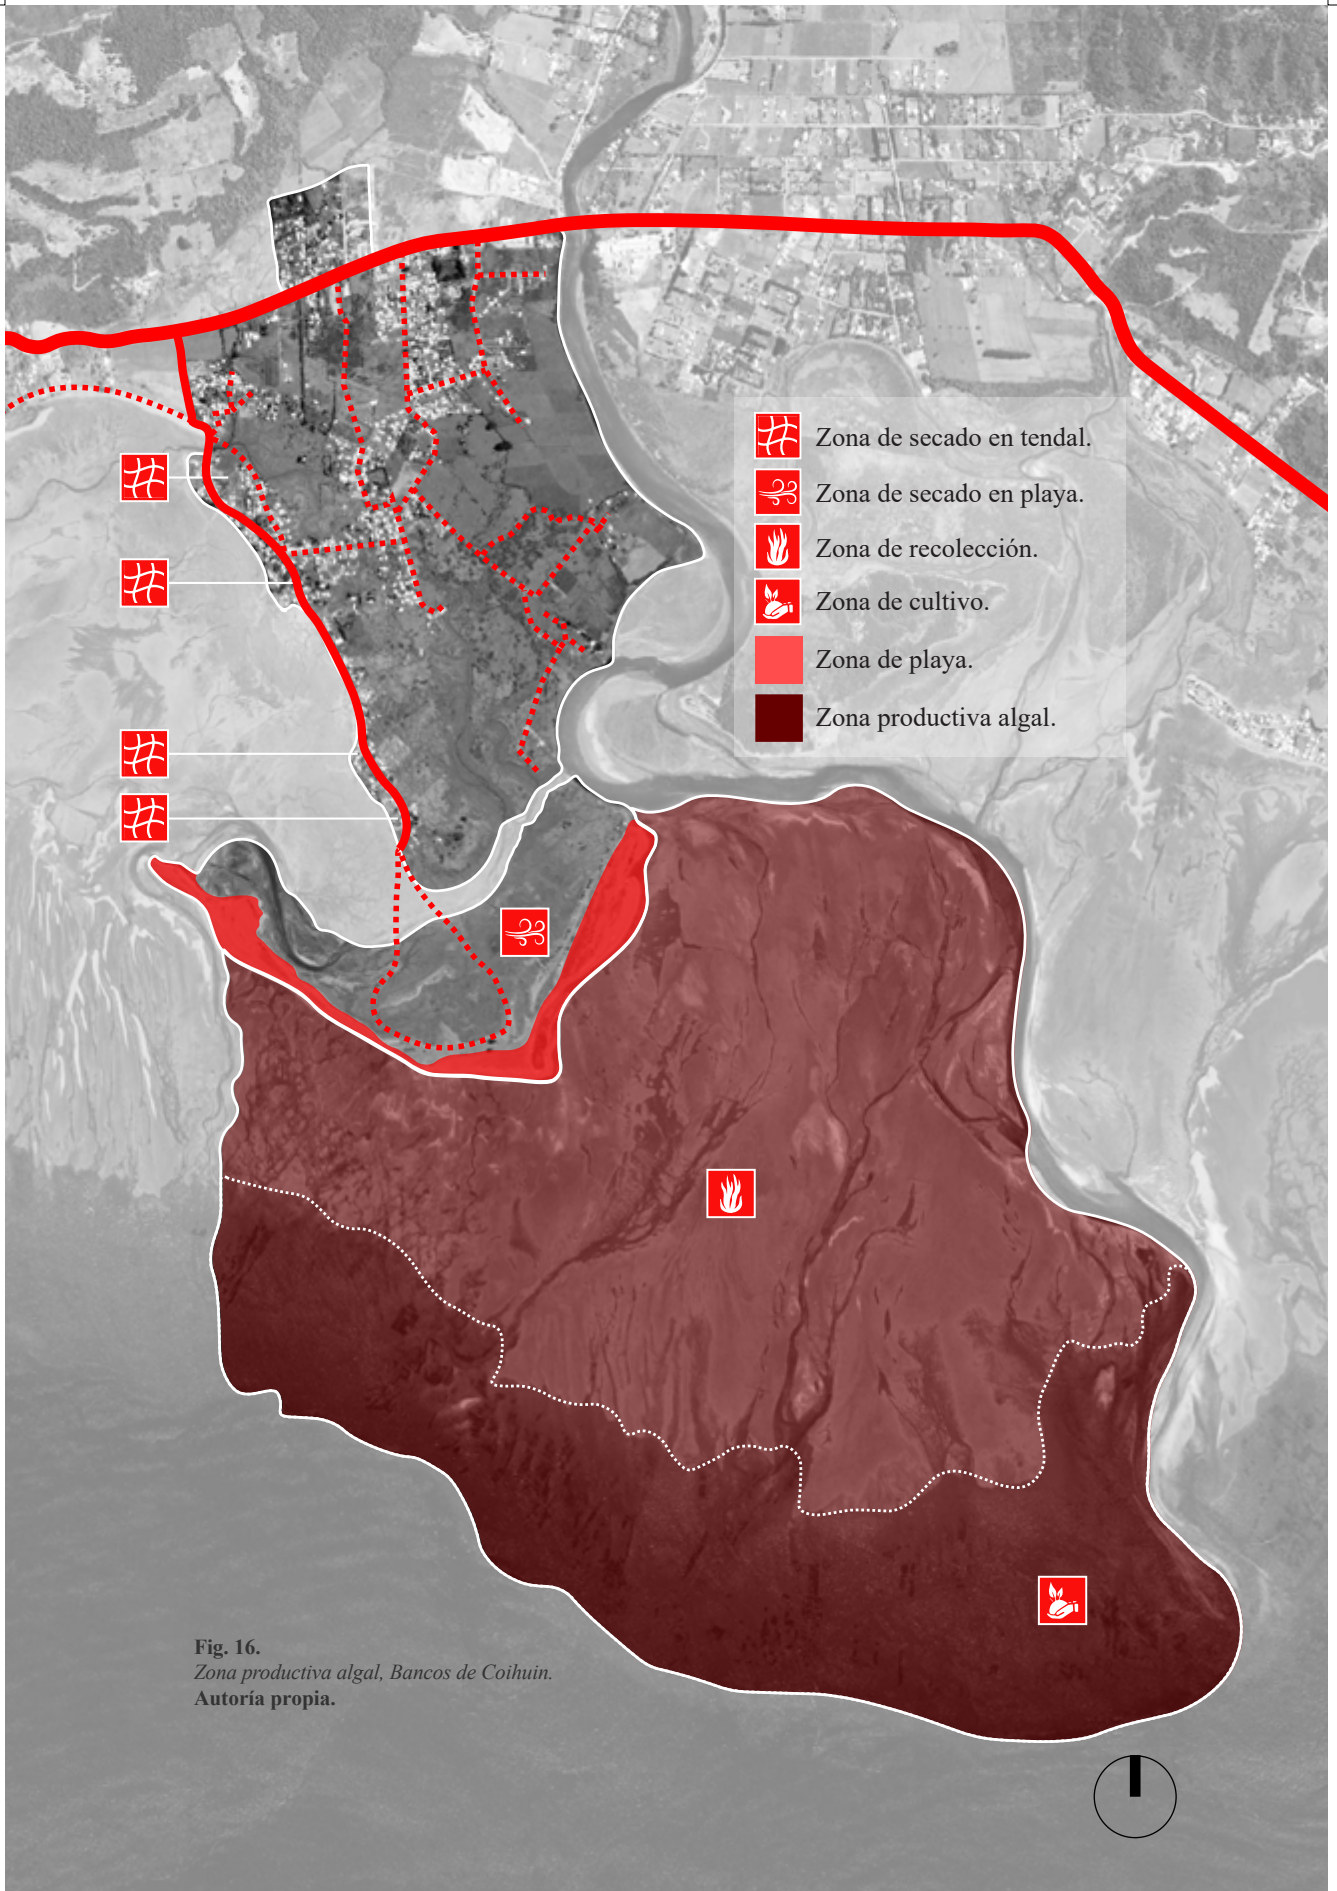 Zona de secado en tendal.
Zona de secado en playa.
Zona de recolección.
Zona de cultivo.
Zona de playa.
Zona productiva algal.
Fig. 16.
Zona productiva algal, Bancos de Coihuin.
Autoría propia.